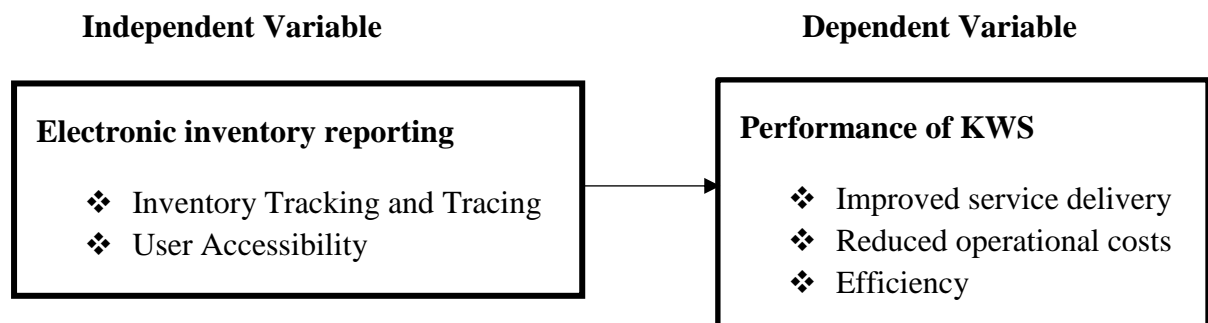 Independent Variable
Dependent Variable
Electronic inventory reporting
❖ Inventory Tracking and Tracing
❖ User Accessibility
Performance of KWS
❖ Improved service delivery
❖ Reduced operational costs
❖ Efficiency